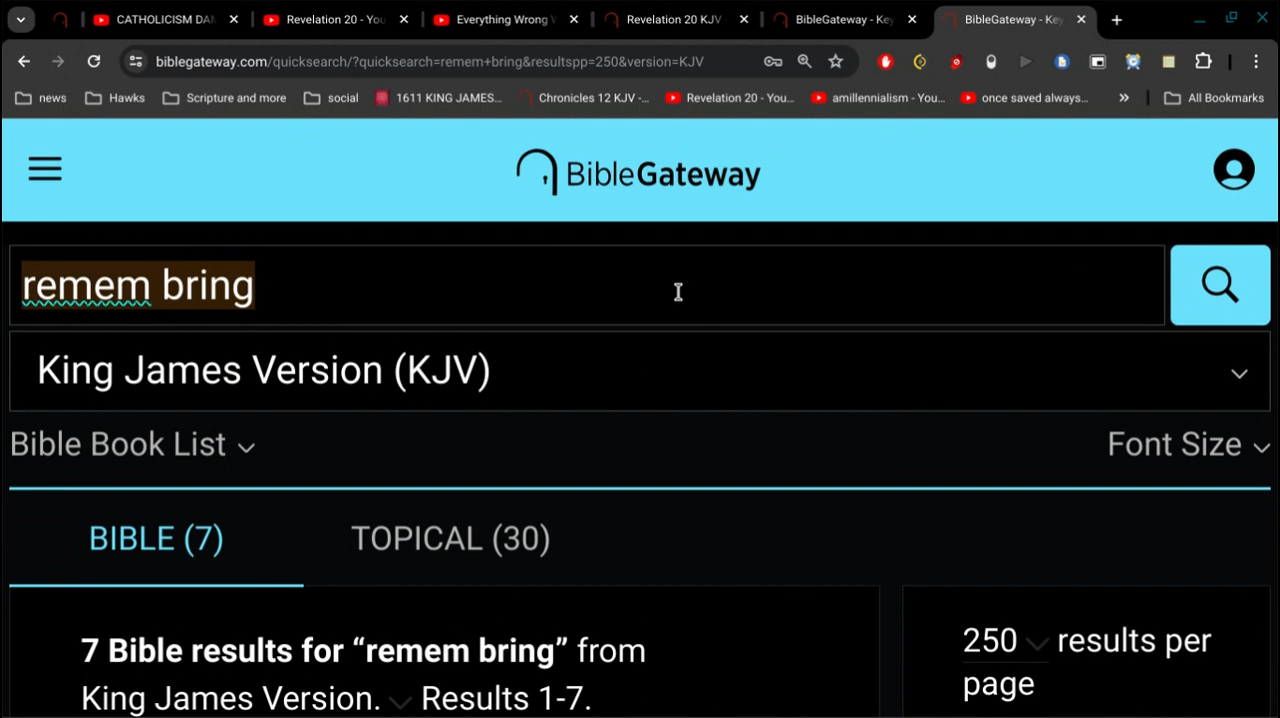 CATHOLICISM DAM
Revelation 20 - You
Everything Wrong W
Revelation 20 KJV
BibleGateway - Key
BibleGateway - Key
biblegateway.com/quicksearch/?quicksearch=remem+bring&resultspp=250&version=KJV
news
Hawks
Scripture and more
social
1611 KING JAMES...
Chronicles 12 KJV -...
Revelation 20 - You...
amillennialism - You...
once saved always...
All Bookmarks
BibleGateway
remem bring
King James Version (KJV)
Bible Book List
Font Size
BIBLE (7)
TOPICAL (30)
7 Bible results for “remem bring” from
King James Version. Results 1-7.
250 results per
page